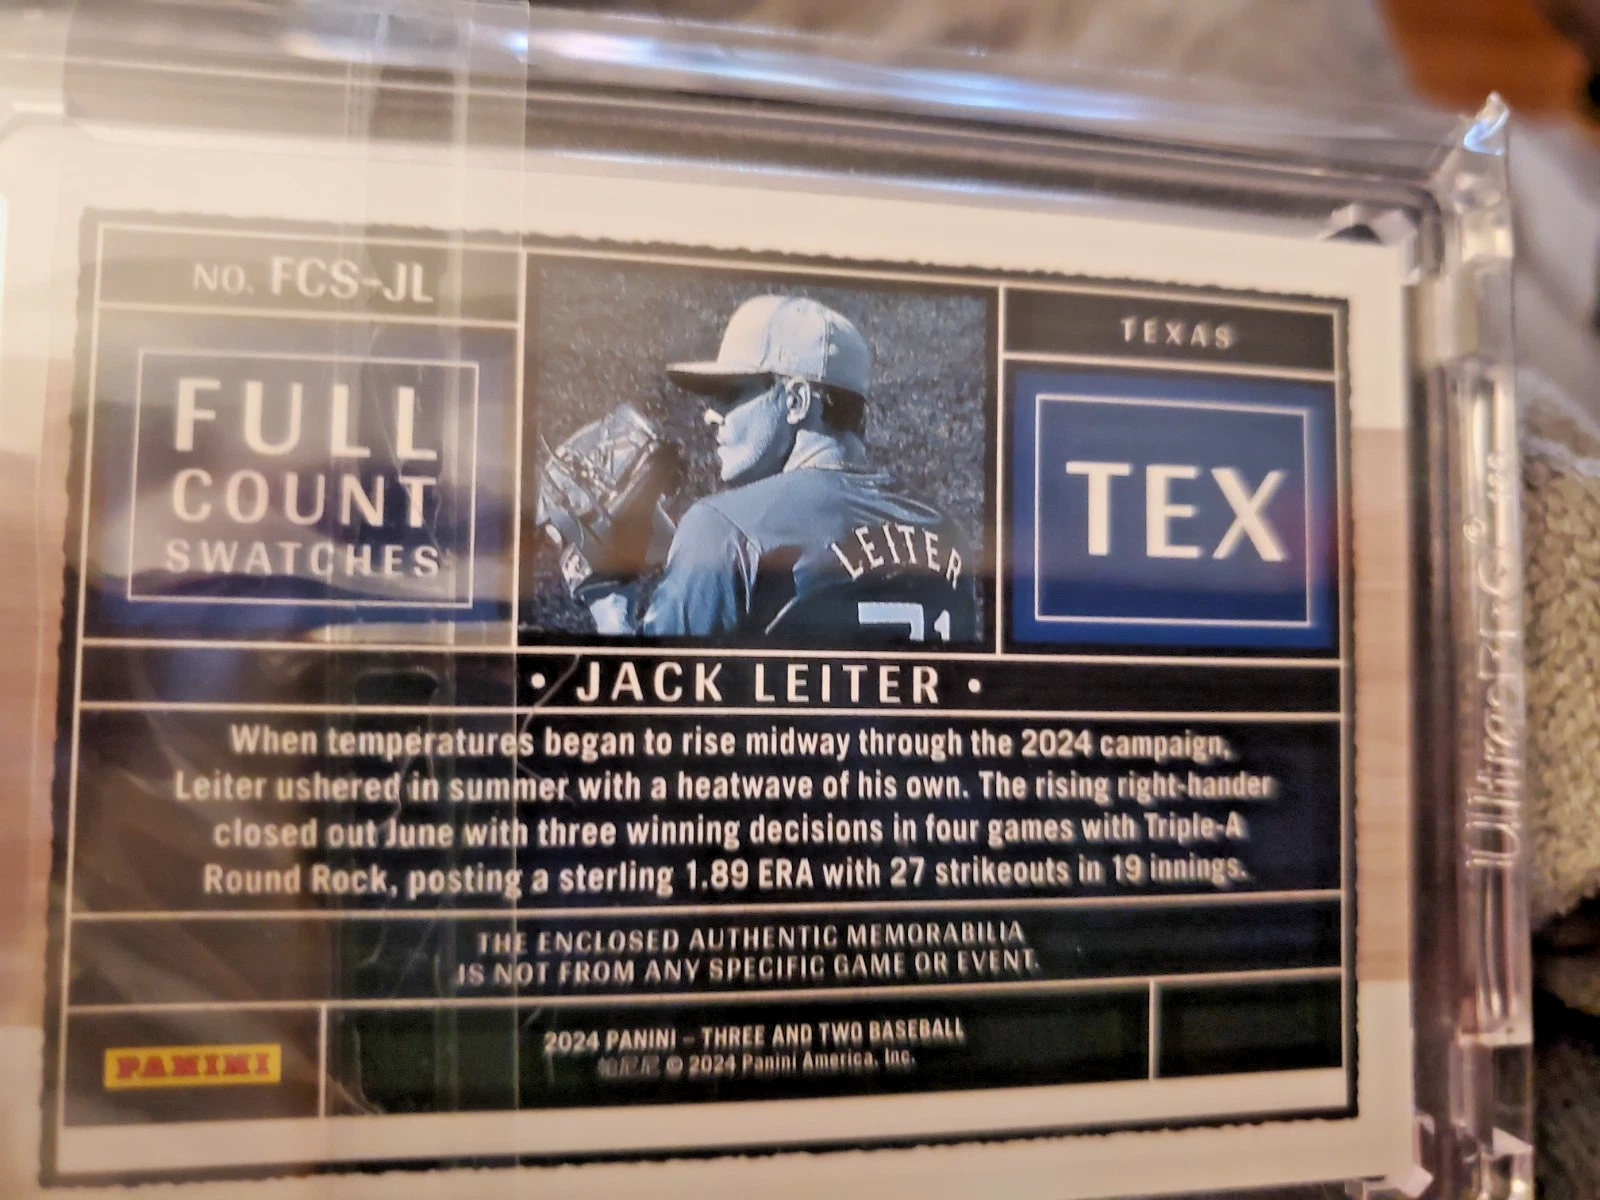 NO. FCS-JL
FULL
COUNT
SWATCHES
LEITER
71
TEXAS
TEX
• JACK LEITER •
When temperatures began to rise midway through the 2024 campaign,
Leiter ushered in summer with a heatwave of his own. The rising right-hander
closed out June with three winning decisions in four games with Triple-A
Round Rock, posting a sterling 1.89 ERA with 27 strikeouts in 19 innings.
THE ENCLOSED AUTHENTIC MEMORABILIA
IS NOT FROM ANY SPECIFIC GAME OR EVENT.
PANINI
2024 PANINI – THREE AND TWO BASEBALL
© 2024 Panini America, Inc.
UltraPRO®